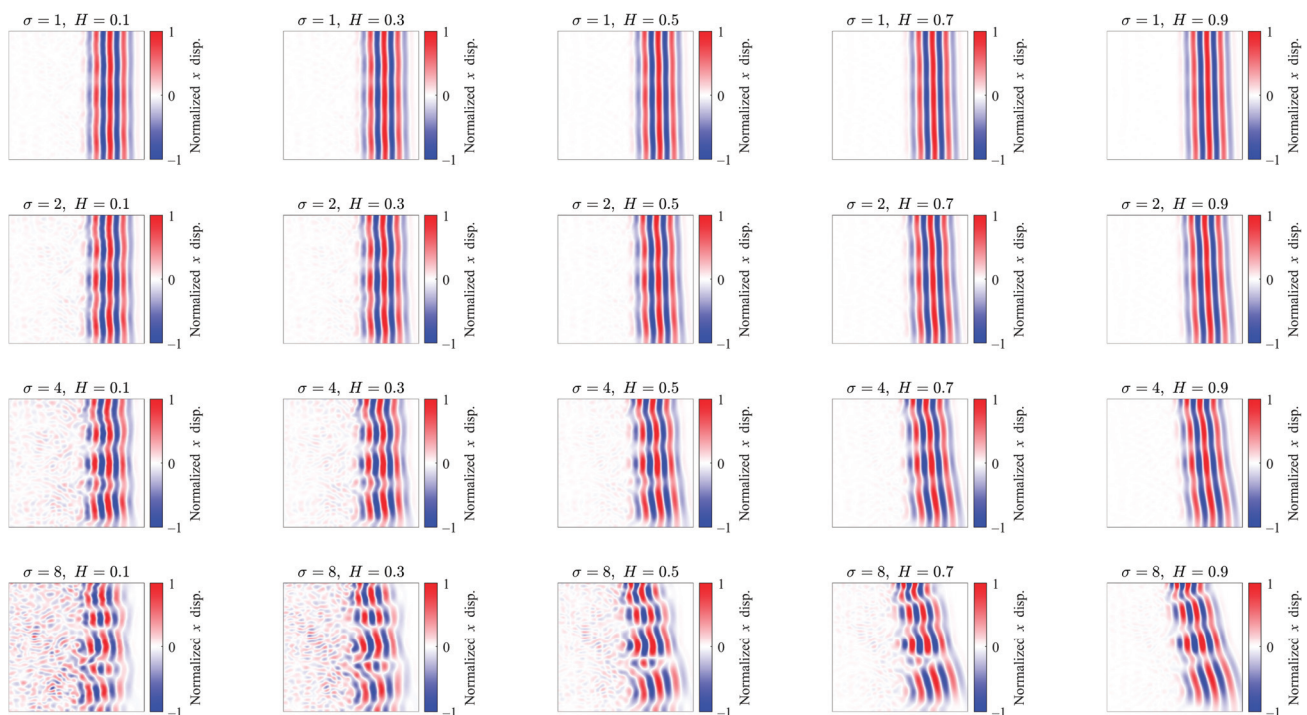 σ = 1, H = 0.1
1
0
−1
Normalized x disp.
σ = 1, H = 0.3
1
0
−1
Normalized x disp.
σ = 1, H = 0.5
1
0
−1
Normalized x disp.
σ = 1, H = 0.7
1
0
−1
Normalized x disp.
σ = 1, H = 0.9
1
0
−1
Normalized x disp.
σ = 2, H = 0.1
1
0
−1
Normalized x disp.
σ = 2, H = 0.3
1
0
−1
Normalized x disp.
σ = 2, H = 0.5
1
0
−1
Normalized x disp.
σ = 2, H = 0.7
1
0
−1
Normalized x disp.
σ = 2, H = 0.9
1
0
−1
Normalized x disp.
σ = 4, H = 0.1
1
0
−1
Normalized x disp.
σ = 4, H = 0.3
1
0
−1
Normalized x disp.
σ = 4, H = 0.5
1
0
−1
Normalized x disp.
σ = 4, H = 0.7
1
0
−1
Normalized x disp.
σ = 4, H = 0.9
1
0
−1
Normalized x disp.
σ = 8, H = 0.1
1
0
−1
Normalized x disp.
σ = 8, H = 0.3
1
0
−1
Normalized x disp.
σ = 8, H = 0.5
1
0
−1
Normalized x disp.
σ = 8, H = 0.7
1
0
−1
Normalized x disp.
σ = 8, H = 0.9
1
0
−1
Normalized x disp.